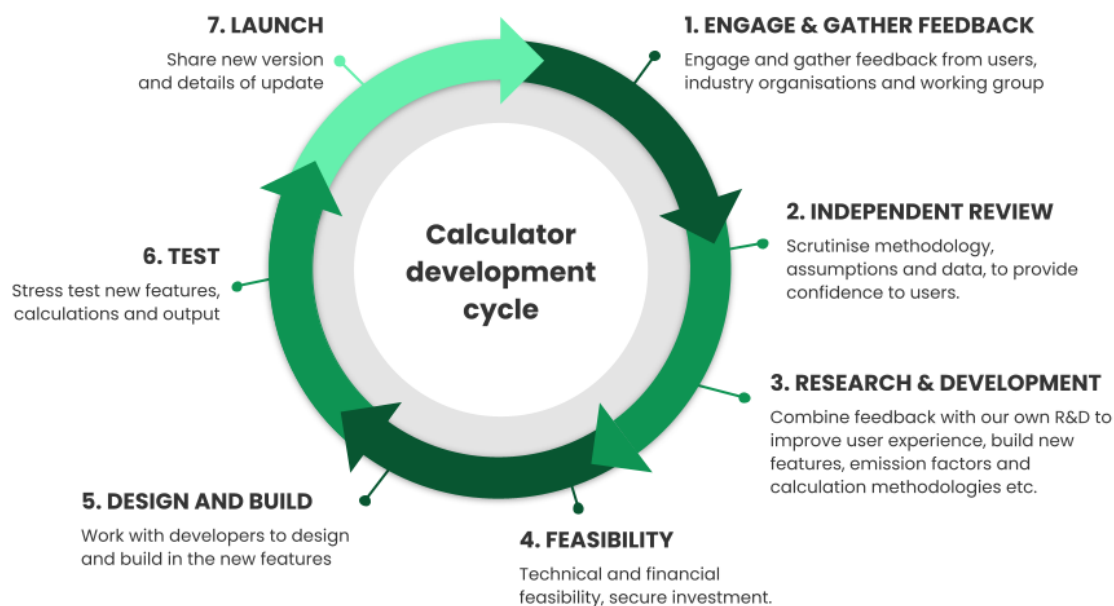 Calculator
development
cycle
1. ENGAGE & GATHER FEEDBACK
Engage and gather feedback from users,
industry organisations and working group
2. INDEPENDENT REVIEW
Scrutinise methodology,
assumptions and data, to provide
confidence to users.
3. RESEARCH & DEVELOPMENT
Combine feedback with our own R&D to
improve user experience, build new
features, emission factors and
calculation methodologies etc.
4. FEASIBILITY
Technical and financial
feasibility, secure investment.
5. DESIGN AND BUILD
Work with developers to design
and build in the new features
6. TEST
Stress test new features,
calculations and output
7. LAUNCH
Share new version
and details of update